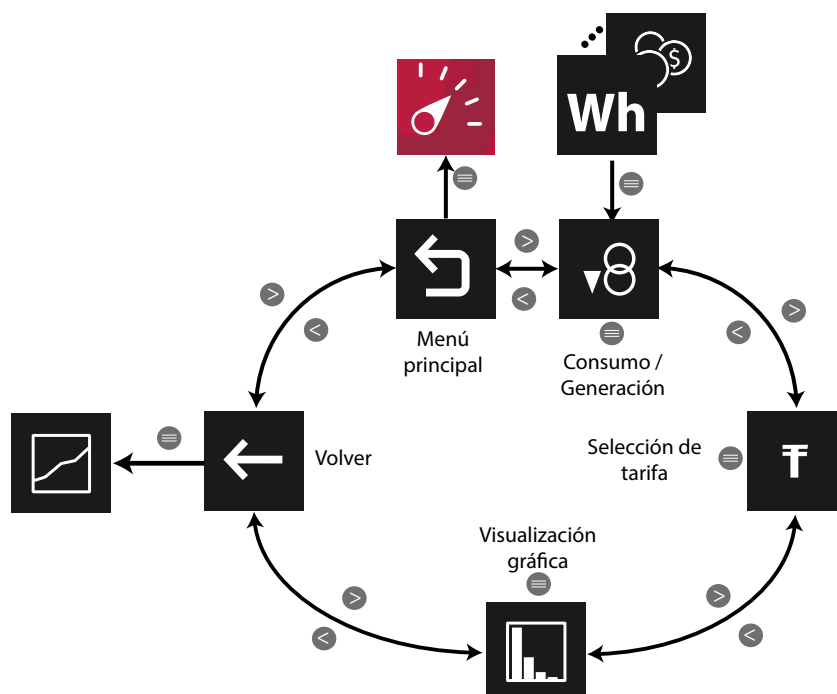 $
Wh
>
<
Menú
principal
Consumo /
Generación
>
<
>
<
Volver
Selección de
tarifa
Ŧ
Visualización
gráfica
>
<
>
<